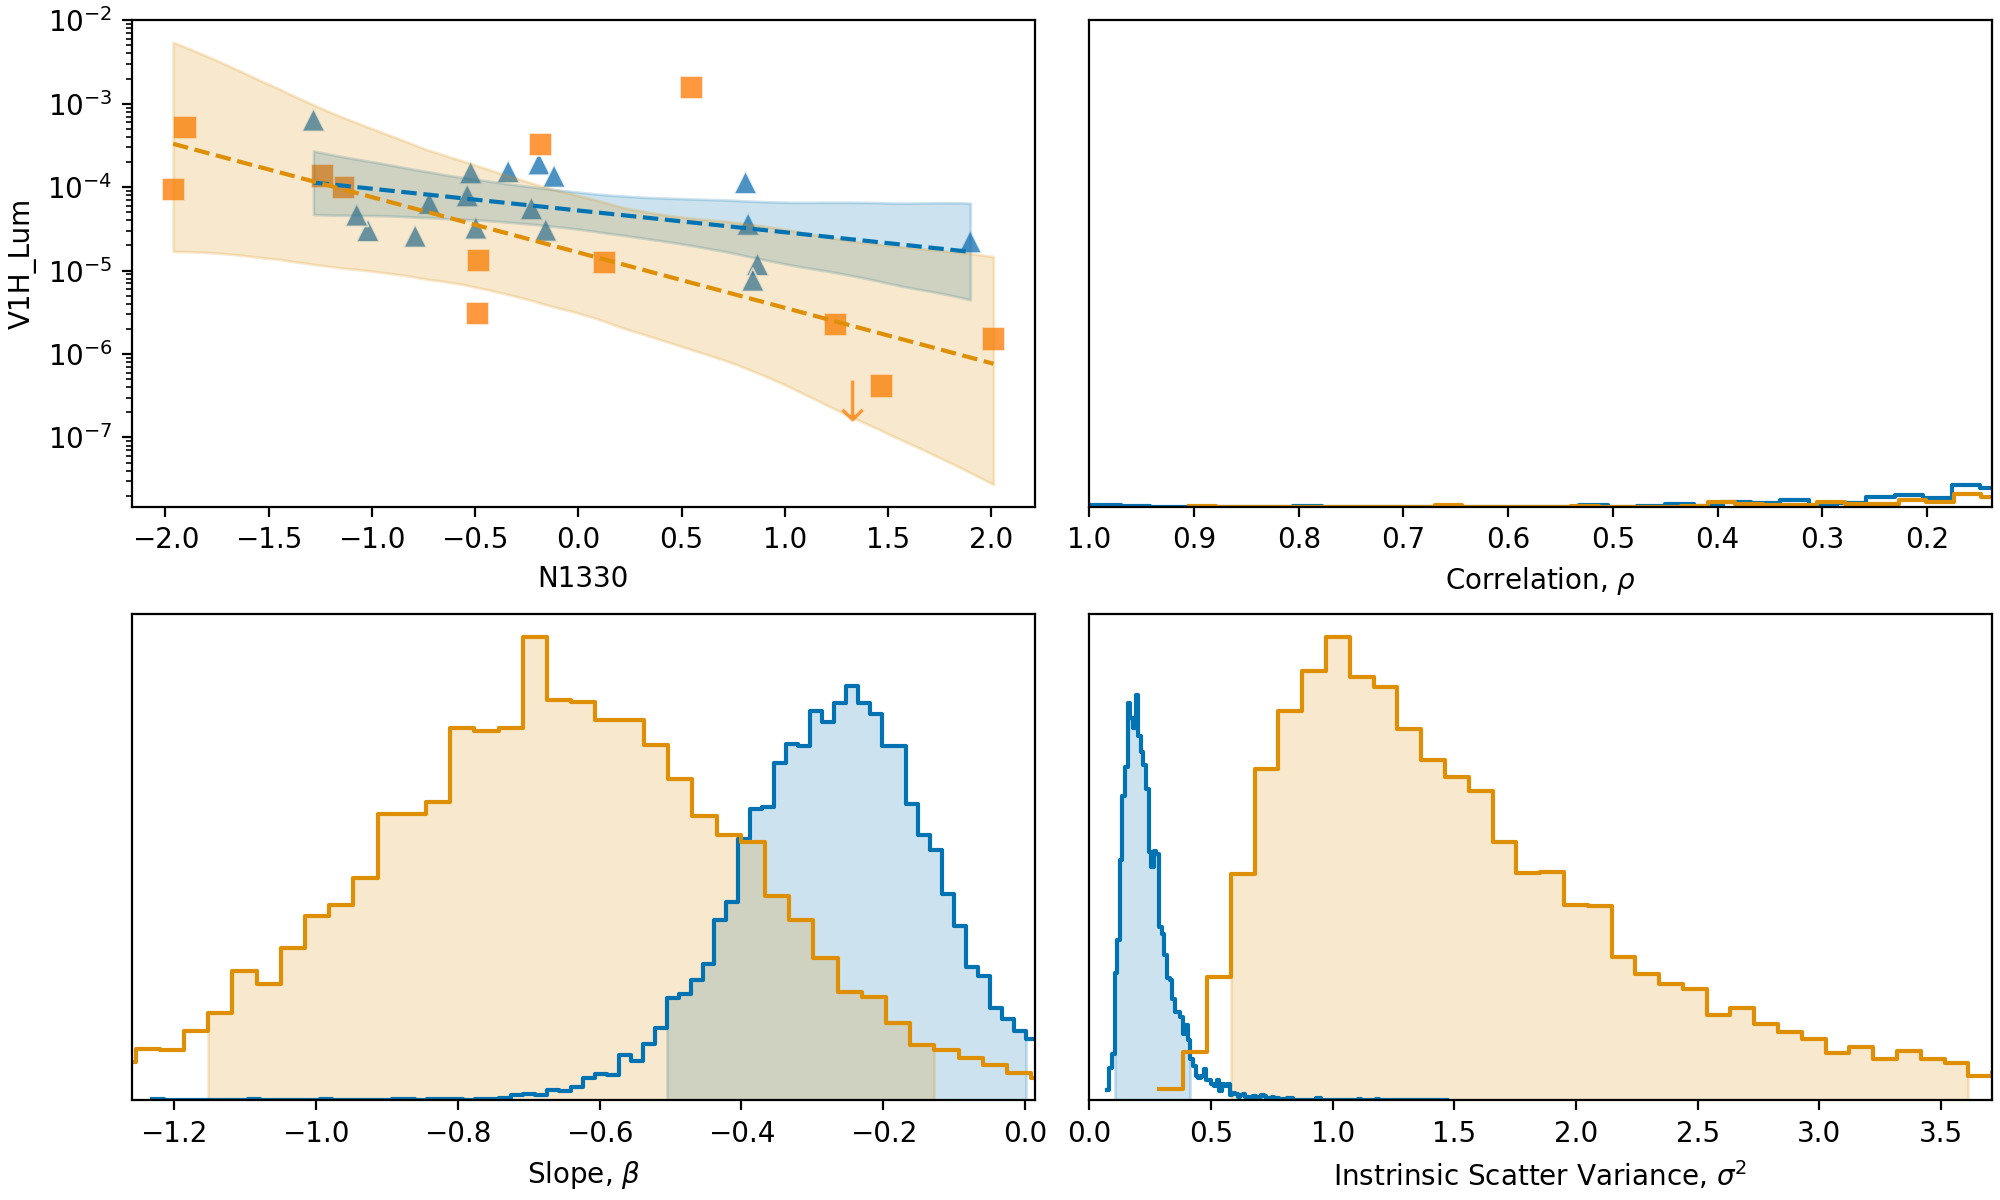 10⁻²
10⁻³
10⁻⁴
10⁻⁵
10⁻⁶
10⁻⁷
V1H_Lum
−2.0 −1.5 −1.0 −0.5 0.0 0.5 1.0 1.5 2.0
N1330
1.0 0.9 0.8 0.7 0.6 0.5 0.4 0.3 0.2
Correlation, ρ
−1.2 −1.0 −0.8 −0.6 −0.4 −0.2 0.0
Slope, β
0.0 0.5 1.0 1.5 2.0 2.5 3.0 3.5
Instrinsic Scatter Variance, σ²